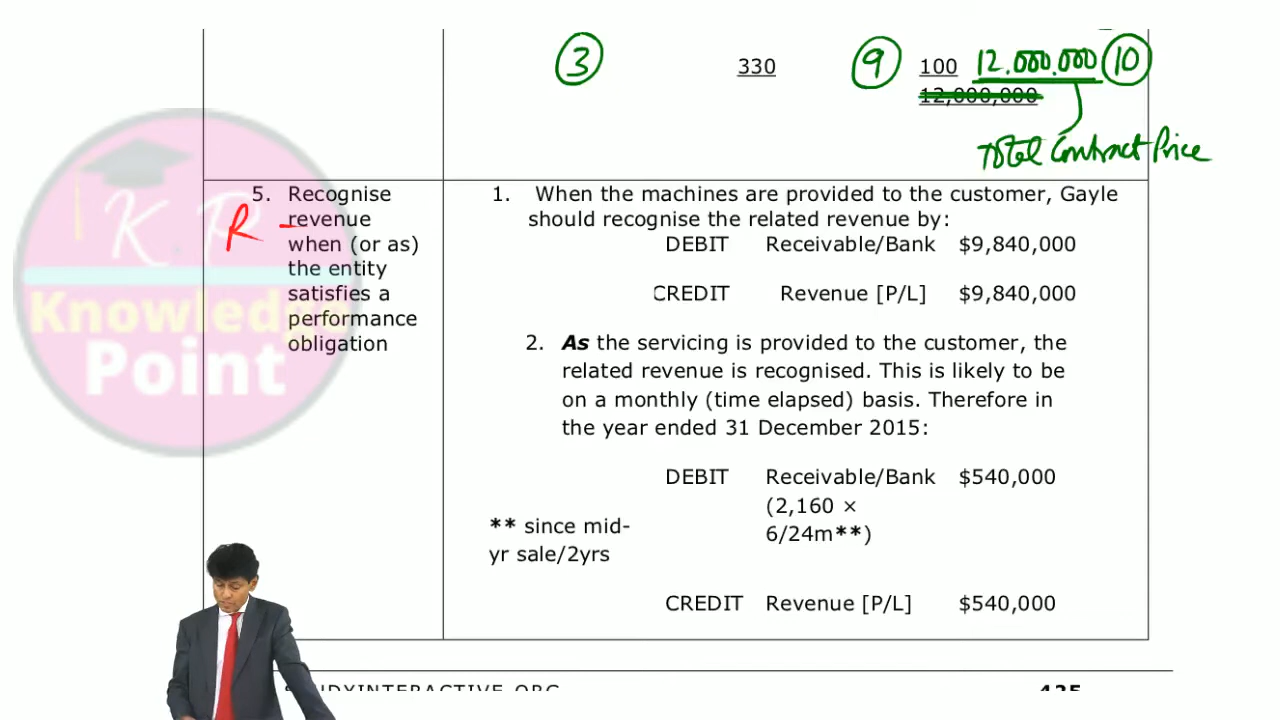 3 330 9 100 12.000.000 10
12,000,000
Total Contract Price
5. Recognise
revenue
when (or as)
the entity
satisfies a
performance
obligation
R -
K P
Knowledge
Point
1. When the machines are provided to the customer, Gayle
should recognise the related revenue by:
DEBIT Receivable/Bank $9,840,000
CREDIT Revenue [P/L] $9,840,000
2. As the servicing is provided to the customer, the
related revenue is recognised. This is likely to be
on a monthly (time elapsed) basis. Therefore in
the year ended 31 December 2015:
DEBIT Receivable/Bank $540,000
(2,160 ×
6/24m**)
** since mid-
yr sale/2yrs
CREDIT Revenue [P/L] $540,000
STUDYINTERACTIVE.ORG 425